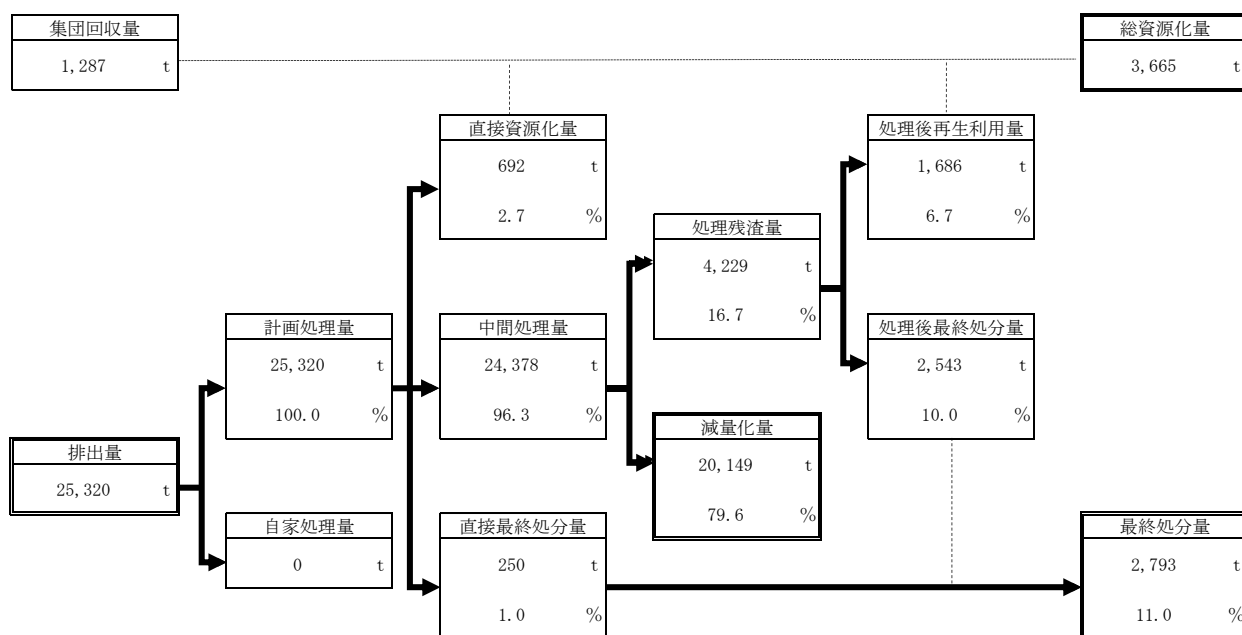 集団回収量
1,287 t
総資源化量
3,665 t
直接資源化量
692 t
2.7 %
処理後再生利用量
1,686 t
6.7 %
処理残渣量
4,229 t
16.7 %
計画処理量
25,320 t
100.0 %
中間処理量
24,378 t
96.3 %
処理後最終処分量
2,543 t
10.0 %
減量化量
20,149 t
79.6 %
排出量
25,320 t
自家処理量
0 t
直接最終処分量
250 t
1.0 %
最終処分量
2,793 t
11.0 %